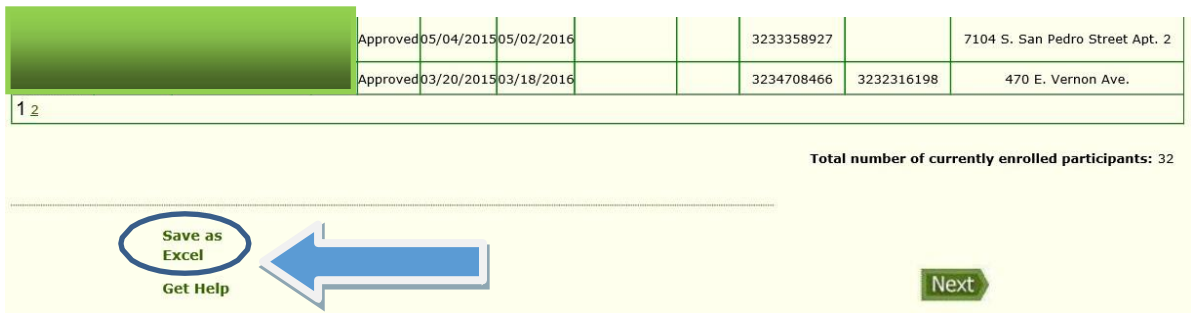 Approved 05/04/2015 05/02/2016 3233358927 7104 S. San Pedro Street Apt. 2
Approved 03/20/2015 03/18/2016 3234708466 3232316198 470 E. Vernon Ave.
1 2
Total number of currently enrolled participants: 32
Save as
Excel
Get Help
Next